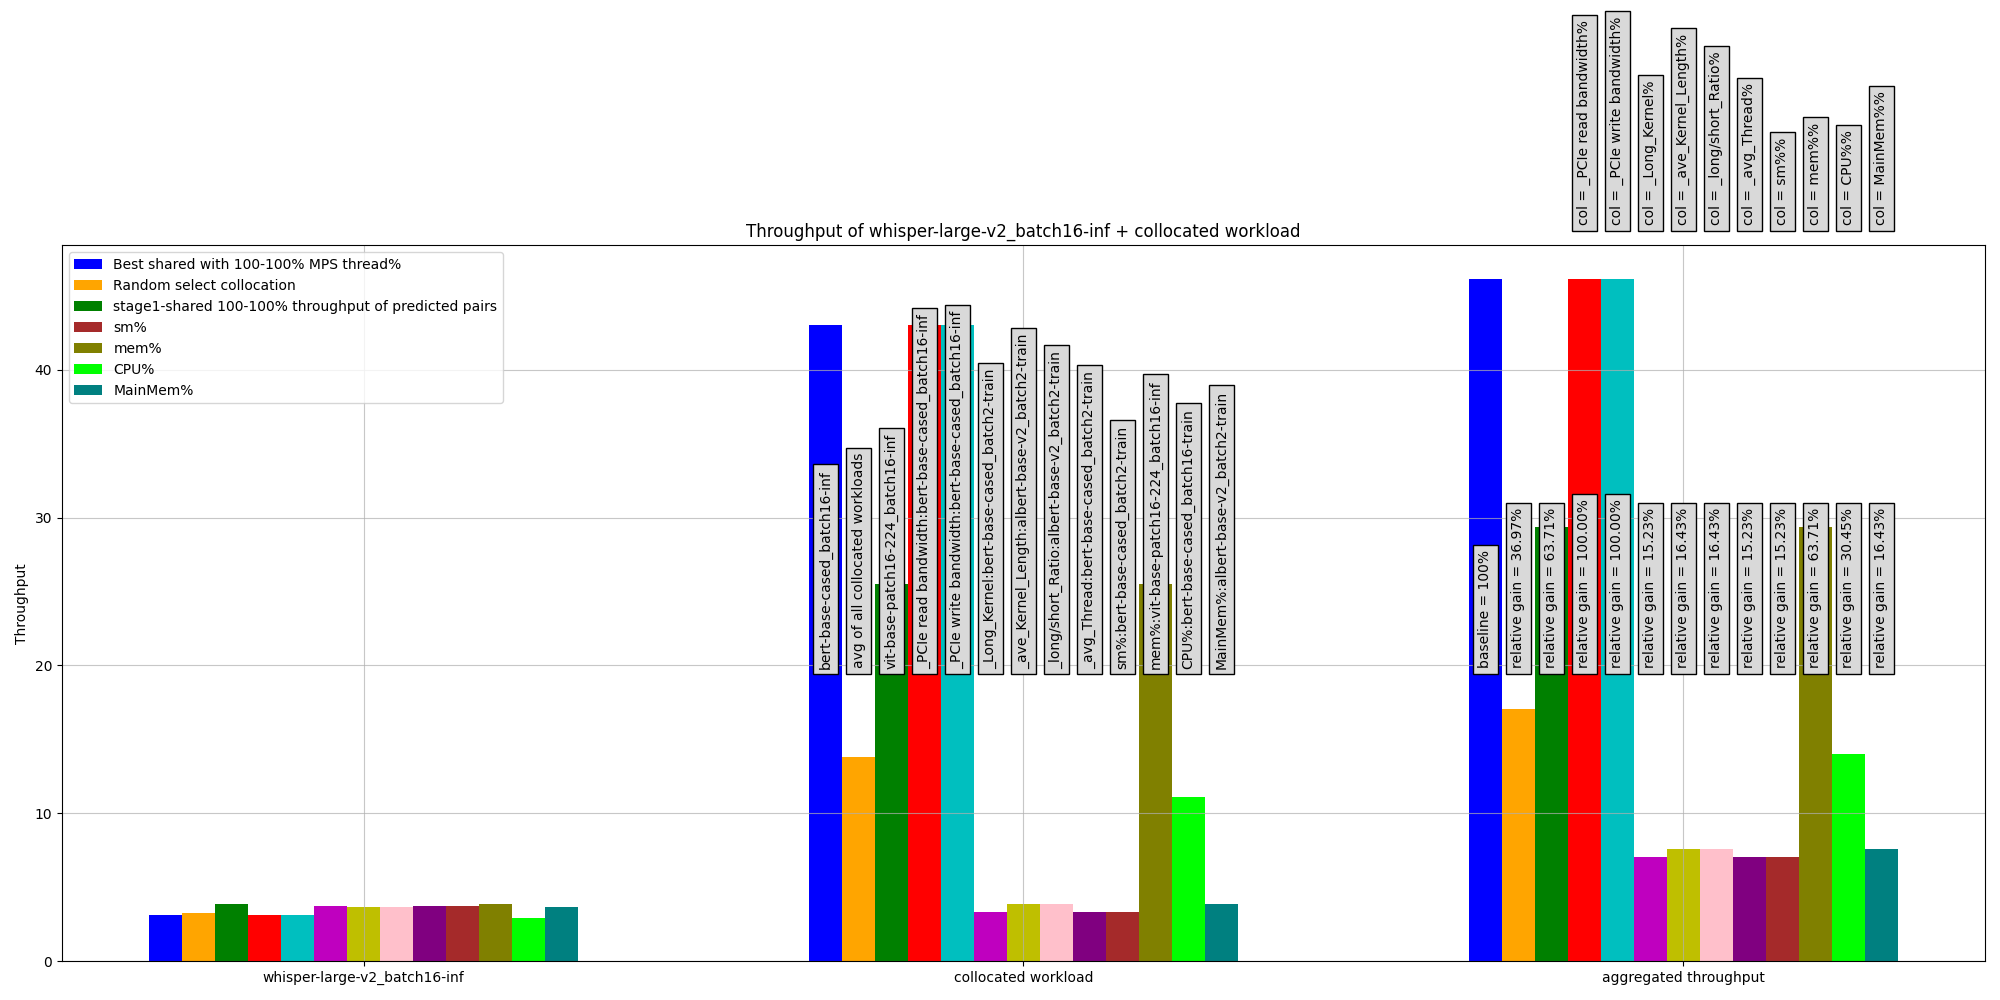 col = _PCIe read bandwidth%
col = _PCIe write bandwidth%
col = _Long_Kernel%
col = _ave_Kernel_Length%
col = _long/short_Ratio%
col = _avg_Thread%
col = sm%%
col = mem%%
col = CPU%%
col = MainMem%%
Throughput of whisper-large-v2_batch16-inf + collocated workload
Best shared with 100-100% MPS thread%
Random select collocation
stage1-shared 100-100% throughput of predicted pairs
sm%
mem%
CPU%
MainMem%
Throughput
40
30
20
10
0
bert-base-cased_batch16-inf
avg of all collocated workloads
vit-base-patch16-224_batch16-inf
_PCIe read bandwidth:bert-base-cased_batch16-inf
_PCIe write bandwidth:bert-base-cased_batch16-inf
_Long_Kernel:bert-base-cased_batch2-train
_ave_Kernel_Length:albert-base-v2_batch2-train
_long/short_Ratio:albert-base-v2_batch2-train
_avg_Thread:bert-base-cased_batch2-train
sm%:bert-base-cased_batch2-train
mem%:vit-base-patch16-224_batch16-inf
CPU%:bert-base-cased_batch16-train
MainMem%:albert-base-v2_batch2-train
baseline = 100%
relative gain = 36.97%
relative gain = 63.71%
relative gain = 100.00%
relative gain = 100.00%
relative gain = 15.23%
relative gain = 16.43%
relative gain = 16.43%
relative gain = 15.23%
relative gain = 15.23%
relative gain = 63.71%
relative gain = 30.45%
relative gain = 16.43%
whisper-large-v2_batch16-inf
collocated workload
aggregated throughput